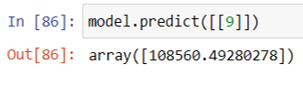 In [86]: model.predict([[9]])
Out[86]: array([108560.49280278])